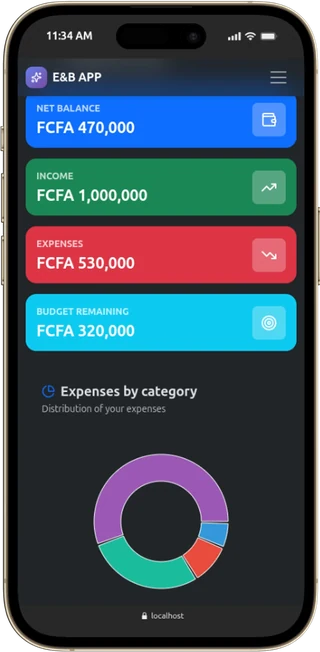 11:34 AM
E&B APP
NET BALANCE
FCFA 470,000
INCOME
FCFA 1,000,000
EXPENSES
FCFA 530,000
BUDGET REMAINING
FCFA 320,000
Expenses by category
Distribution of your expenses
localhost